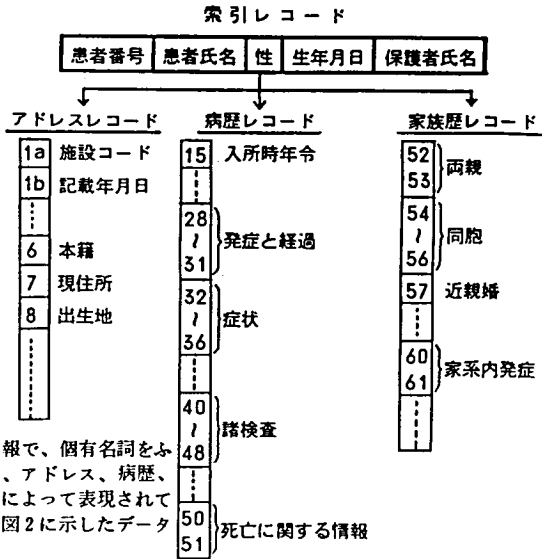 索引レコード
患者番号 患者氏名 性 生年月日 保護者氏名
アドレスレコード
1a 施設コード
1b 記載年月日
6 本籍
7 現住所
8 出生地
病歴レコード
15 入所時年令
28
〜 発症と経過
31
32
〜 症状
36
40
〜 諸検査
48
50
51 死亡に関する情報
家族歴レコード
52
53 両親
54
〜 同胞
56
57 近親婚
60
61 家系内発症
報で、個有名詞をふ
、アドレス、病歴、
によって表現されて
図2に示したデータ